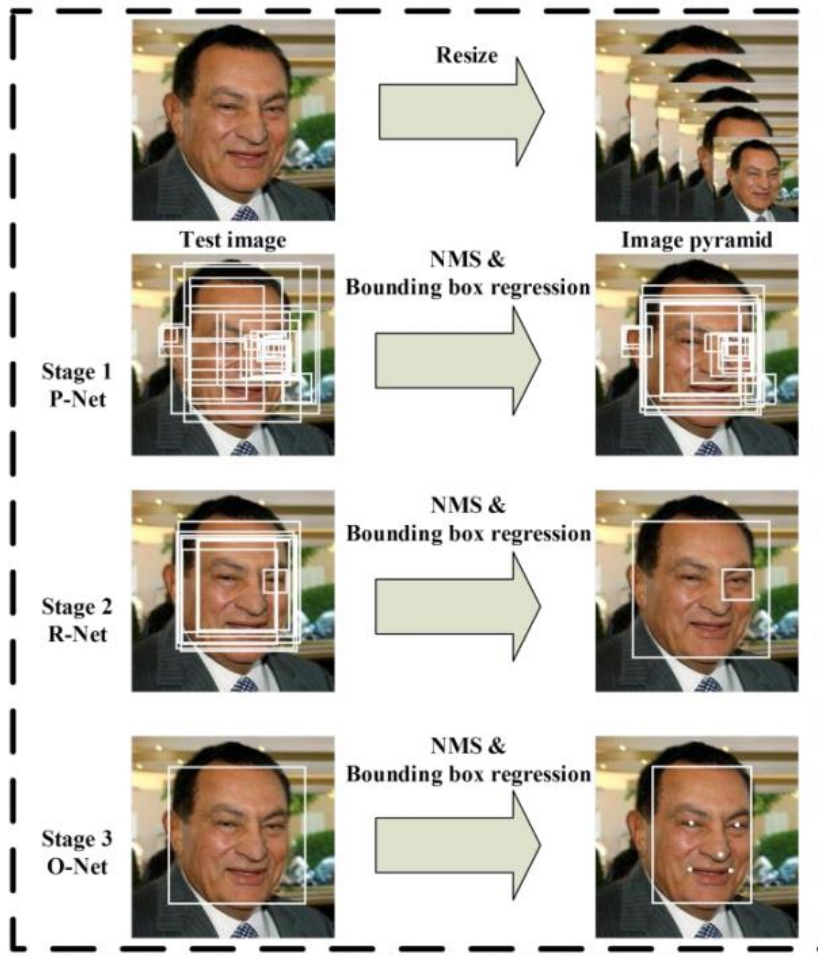 Resize
Test image
Image pyramid
Stage 1
P-Net
NMS &
Bounding box regression
Stage 2
R-Net
NMS &
Bounding box regression
Stage 3
O-Net
NMS &
Bounding box regression